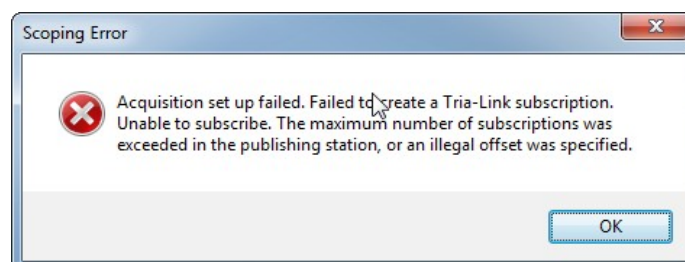 Scoping Error
Acquisition set up failed. Failed to create a Tria-Link subscription.
Unable to subscribe. The maximum number of subscriptions was
exceeded in the publishing station, or an illegal offset was specified.
OK